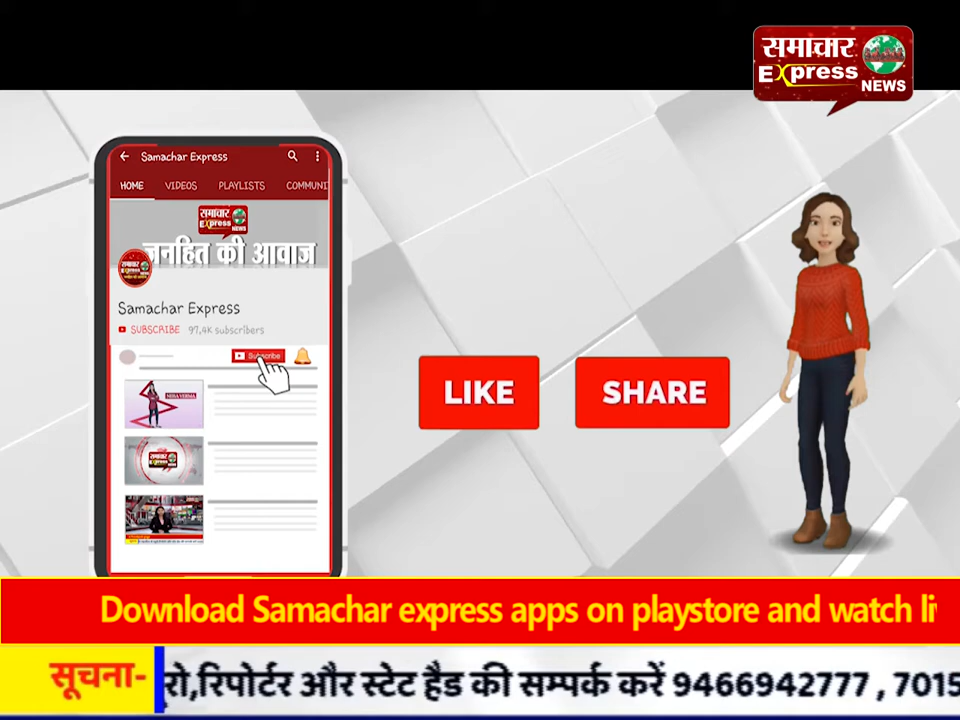 समाचार
Express
NEWS
Samachar Express
HOME VIDEOS PLAYLISTS COMMUNI
समाचार
Express
NEWS
जनहित की आवाज
Samachar Express
SUBSCRIBE 97.4K subscribers
Subscribe
LIKE
SHARE
Download Samachar express apps on playstore and watch li
सूचना- रो,रिपोर्टर और स्टेट हैड की सम्पर्क करें 9466942777 , 7015